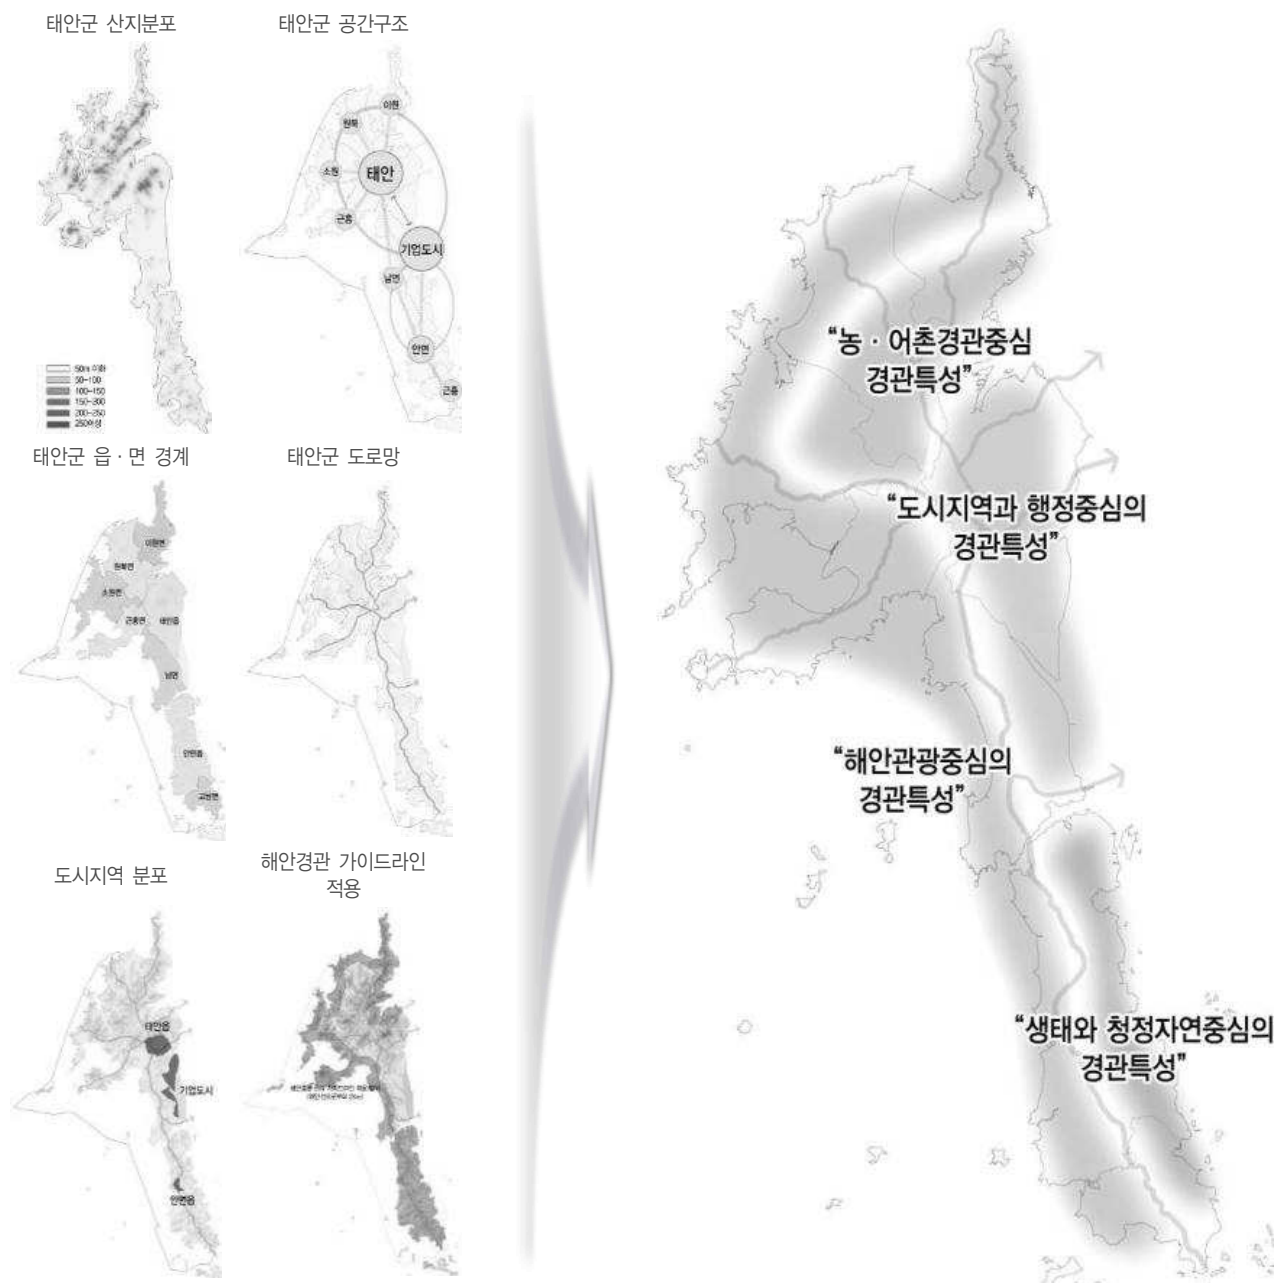 태안군 산지분포
태안군 공간구조
이원
원북
소원
태안
근흥
기업도시
남면
안면
근흥
50m 이하
50-100
100-150
150-200
200-250
250이상
태안군 읍·면 경계
태안군 도로망
이원면
원북면
소원면
근흥면
태안읍
남면
안면읍
고남면
도시지역 분포
해안경관 가이드라인
적용
태안읍
기업도시
안면읍
“농·어촌경관중심
경관특성”
“도시지역과 행정중심의
경관특성”
“해안관광중심의
경관특성”
“생태와 청정자연중심의
경관특성”